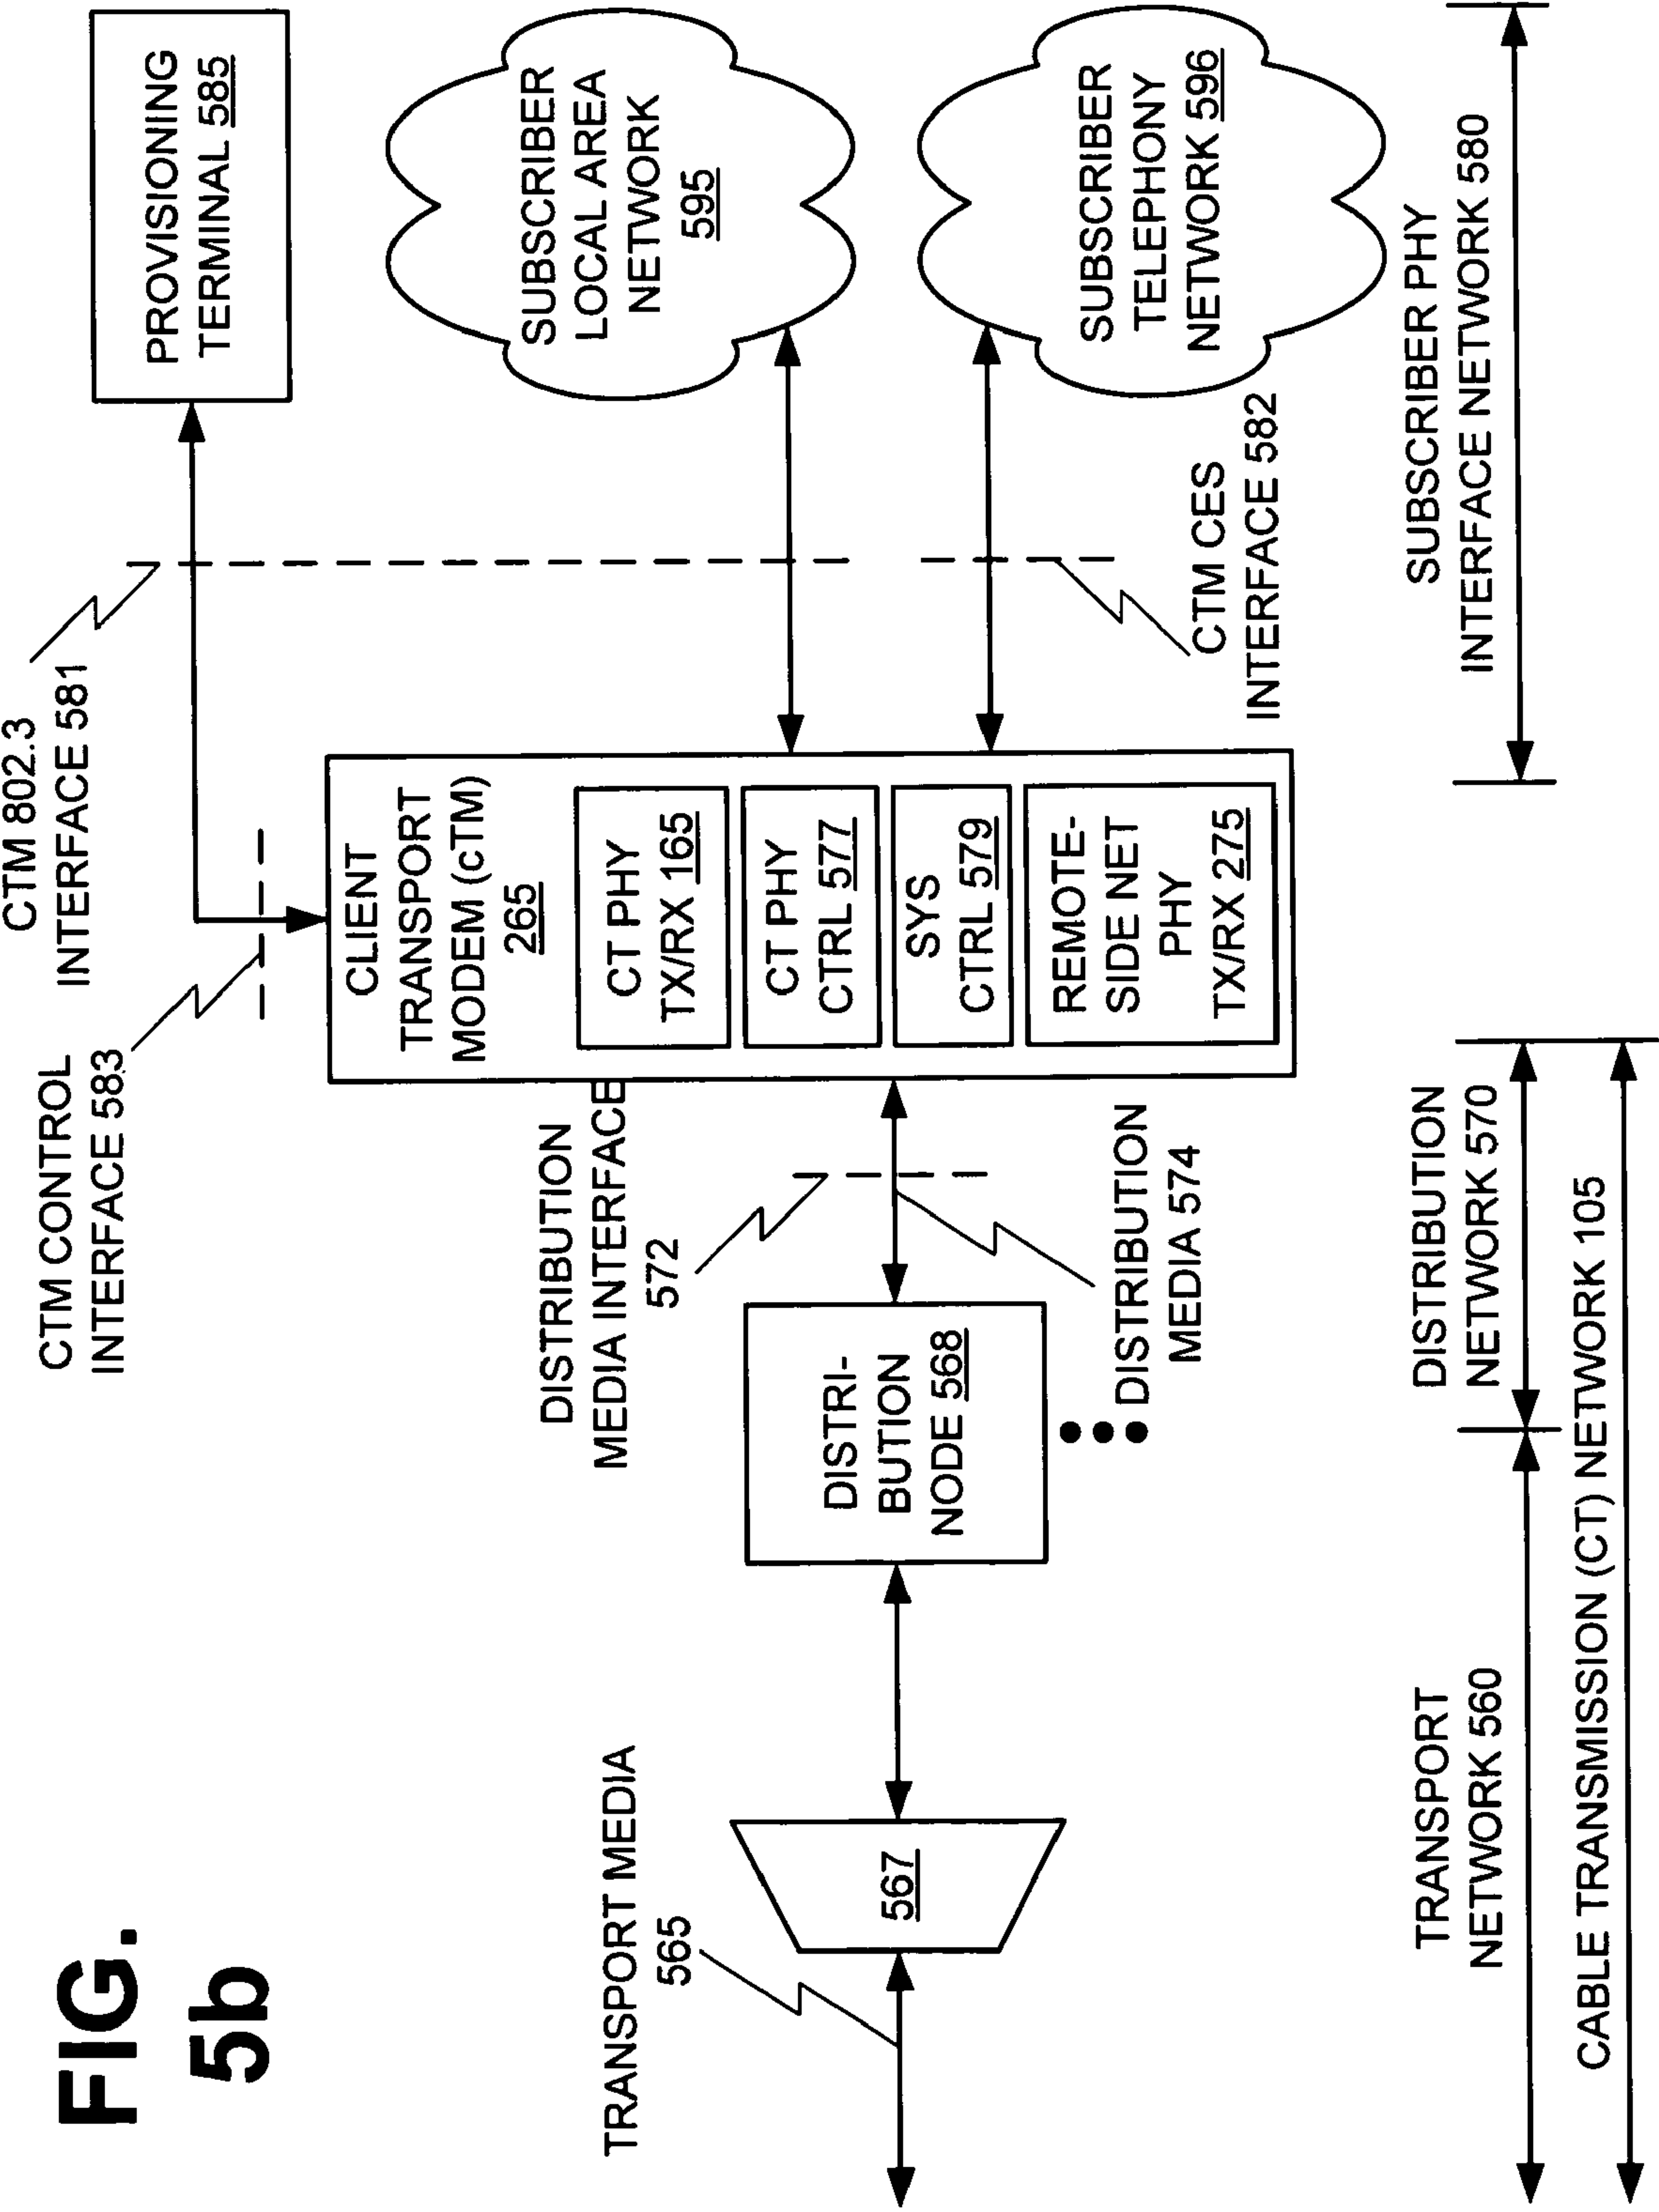 FIG.
5b
CTM CONTROL
INTERFACE 583
CTM 802.3
INTERFACE 581
PROVISIONING
TERMINAL 585
TRANSPORT MEDIA
565
567
DISTRI-
BUTION
NODE 568
DISTRIBUTION
MEDIA INTERFACE
572
DISTRIBUTION
MEDIA 574
CLIENT
TRANSPORT
MODEM (cTM)
265
CT PHY
TX/RX 165
CT PHY
CTRL 577
SYS
CTRL 579
REMOTE-
SIDE NET
PHY
TX/RX 275
SUBSCRIBER
LOCAL AREA
NETWORK
595
SUBSCRIBER
TELEPHONY
NETWORK 596
CTM CES
INTERFACE 582
TRANSPORT
NETWORK 560
DISTRIBUTION
NETWORK 570
SUBSCRIBER PHY
INTERFACE NETWORK 580
CABLE TRANSMISSION (CT) NETWORK 105